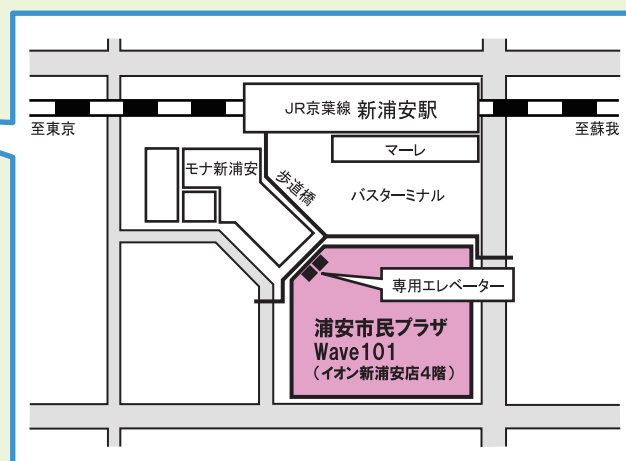 JR京葉線 新浦安駅
至東京
至蘇我
マーレ
モナ新浦安
歩道橋
バスターミナル
専用エレベーター
浦安市民プラザ
Wave101
（イオン新浦安店4階）